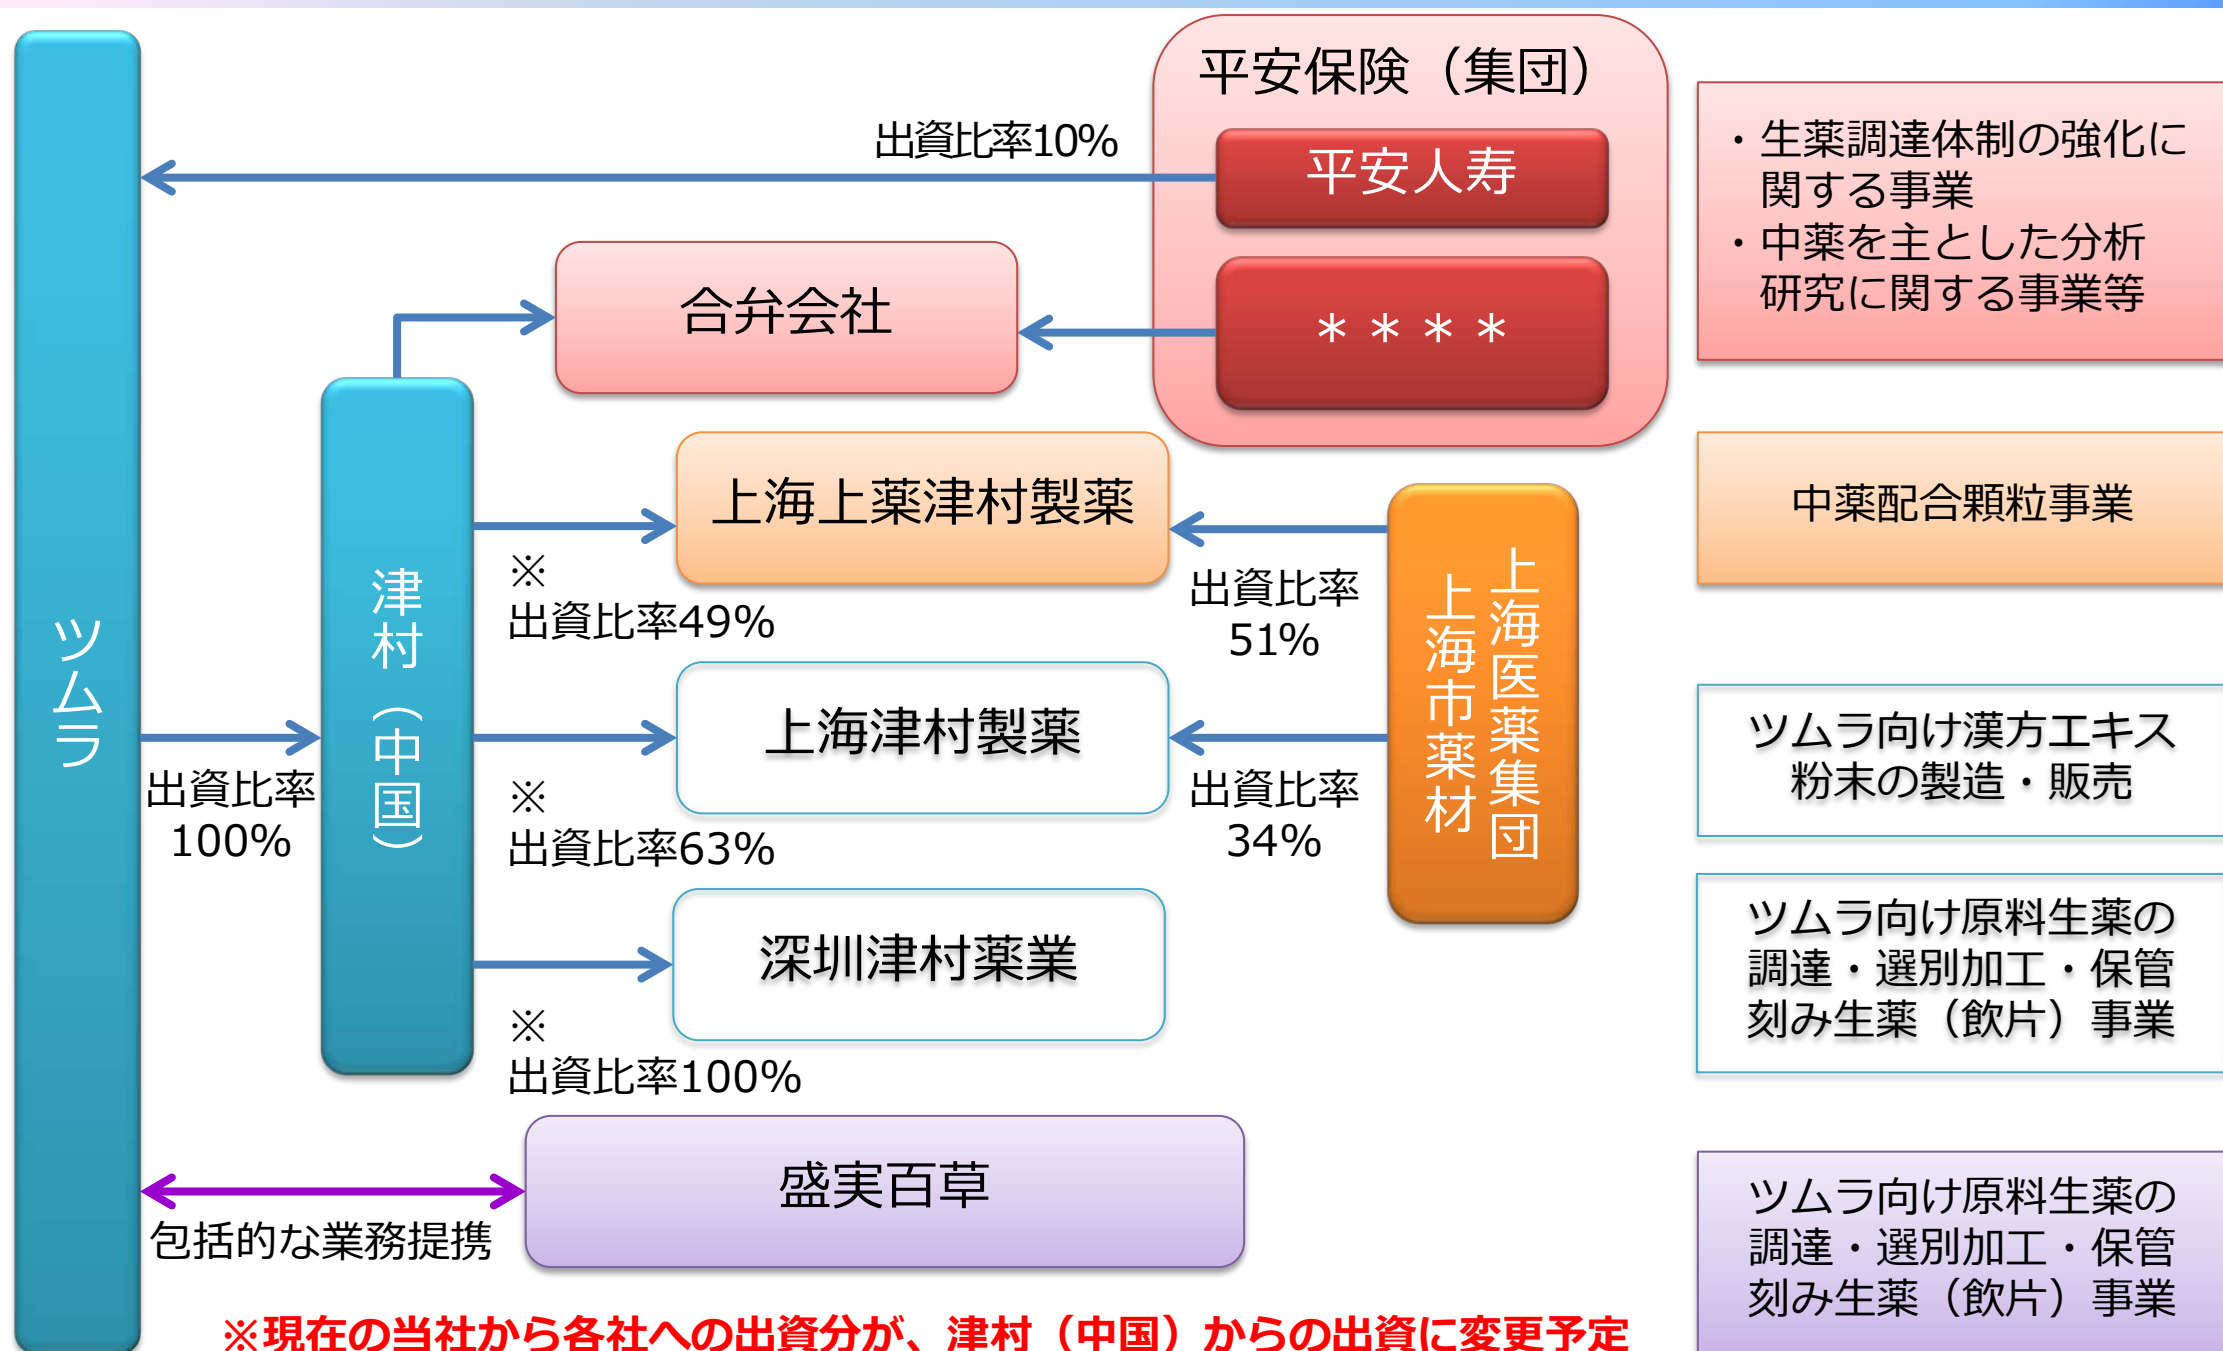 平安保険（集団）
出資比率10%
平安人寿
＊＊＊＊
合弁会社
・生薬調達体制の強化に
関する事業
・中薬を主とした分析
研究に関する事業等
ツムラ
出資比率
100%
津村（中国）
上海上薬津村製薬
※
出資比率49%
出資比率
51%
上海医薬集団
上海市薬材
中薬配合顆粒事業
上海津村製薬
※
出資比率63%
出資比率
34%
ツムラ向け漢方エキス
粉末の製造・販売
深圳津村薬業
※
出資比率100%
ツムラ向け原料生薬の
調達・選別加工・保管
刻み生薬（飲片）事業
盛実百草
包括的な業務提携
ツムラ向け原料生薬の
調達・選別加工・保管
刻み生薬（飲片）事業
※現在の当社から各社への出資分が、津村（中国）からの出資に変更予定